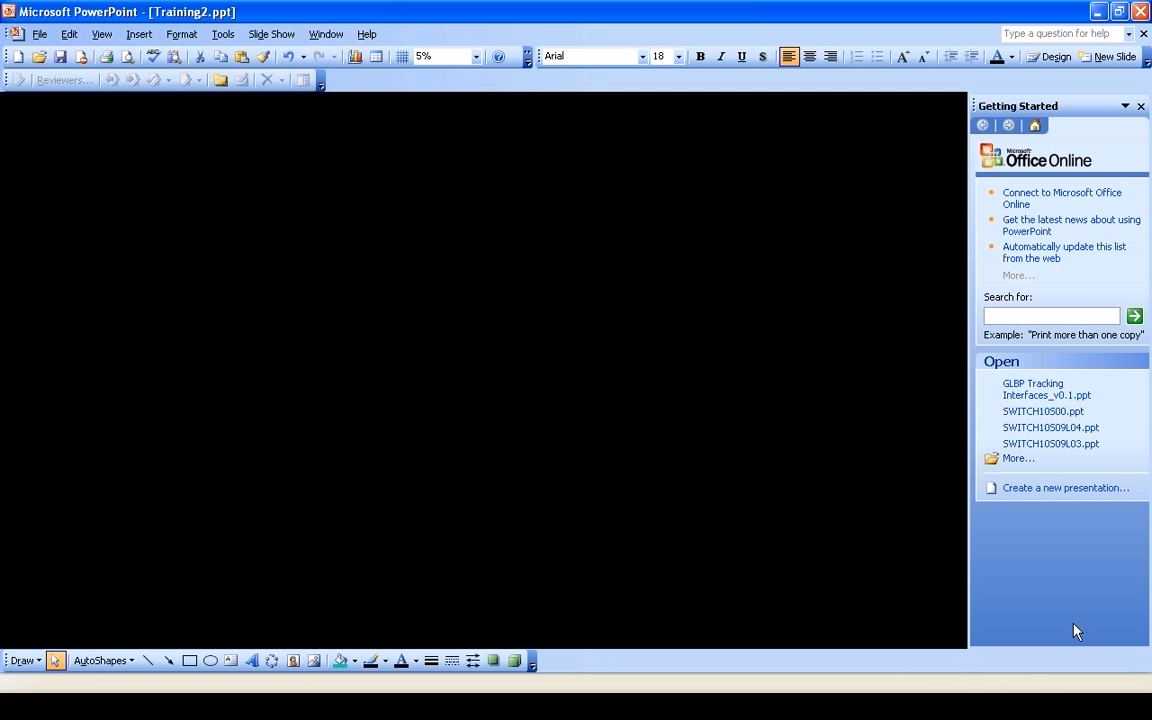 Microsoft PowerPoint - [Training2.ppt]
File Edit View Insert Format Tools Slide Show Window Help
Type a question for help
5% Arial 18 B I U S A A A Design New Slide
Reviewers...
Getting Started
Microsoft
Office Online
Connect to Microsoft Office
Online
Get the latest news about using
PowerPoint
Automatically update this list
from the web
More...
Search for:
Example: "Print more than one copy"
Open
GLBP Tracking
Interfaces_v0.1.ppt
SWITCH10S00.ppt
SWITCH10S09L04.ppt
SWITCH10S09L03.ppt
More...
Create a new presentation...
Draw AutoShapes A A